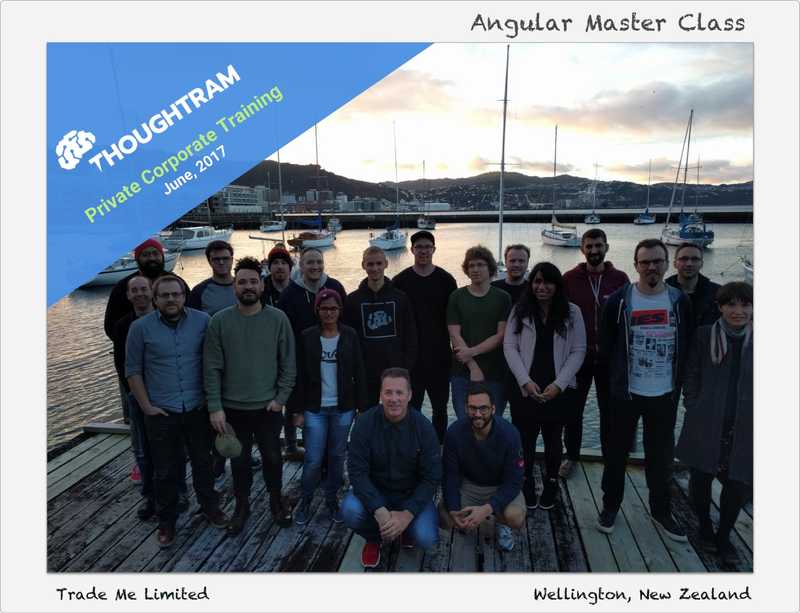 Angular Master Class
THOUGHTRAM
Private Corporate Training
June, 2017
Trade Me Limited
Wellington, New Zealand